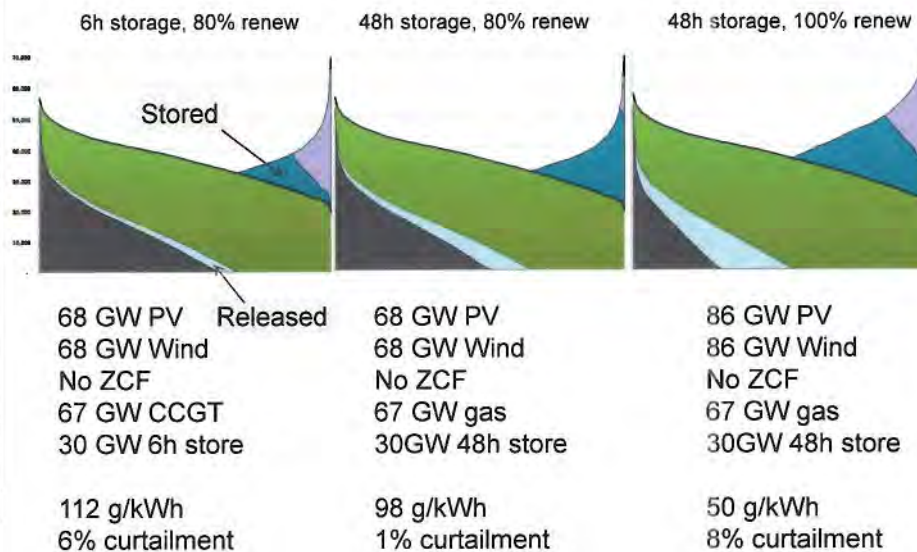 6h storage, 80% renew
48h storage, 80% renew
48h storage, 100% renew
Stored
Released
68 GW PV
68 GW Wind
No ZCF
67 GW CCGT
30 GW 6h store
112 g/kWh
6% curtailment
68 GW PV
68 GW Wind
No ZCF
67 GW gas
30GW 48h store
98 g/kWh
1% curtailment
86 GW PV
86 GW Wind
No ZCF
67 GW gas
30GW 48h store
50 g/kWh
8% curtailment